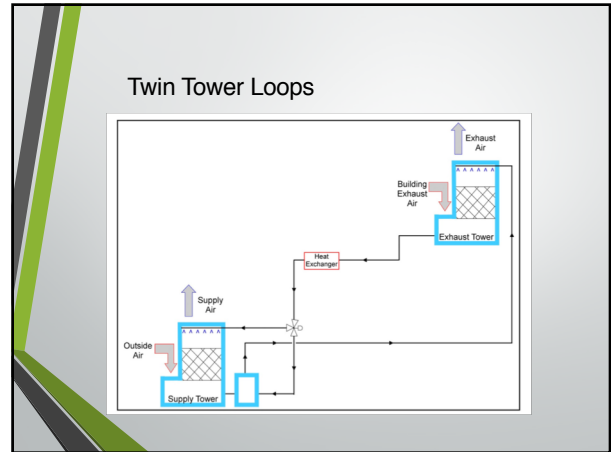 Twin Tower Loops
Exhaust
Air
Building
Exhaust
Air
Exhaust Tower
Heat
Exchanger
Supply
Air
Outside
Air
Supply Tower